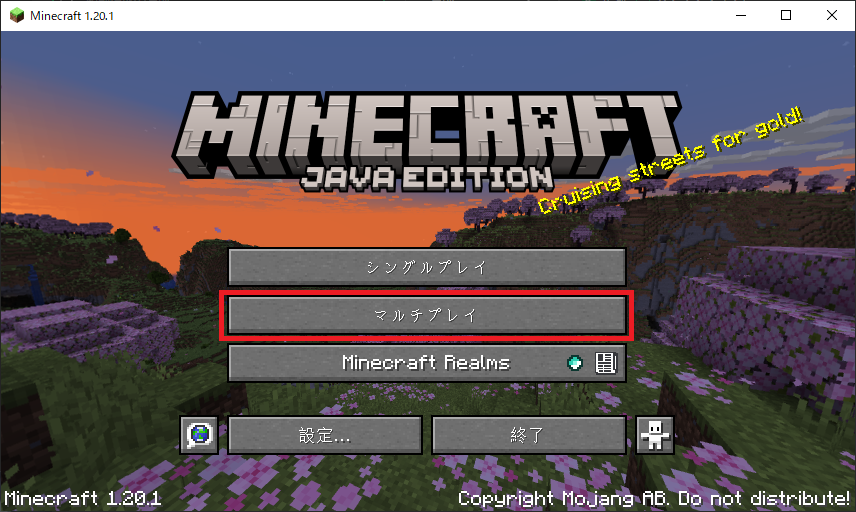 Minecraft 1.20.1
MINECRAFT
JAVA EDITION
Cruising streets for gold!
シングルプレイ
マルチプレイ
Minecraft Realms
設定...
終了
Minecraft 1.20.1
Copyright Mojang AB. Do not distribute!